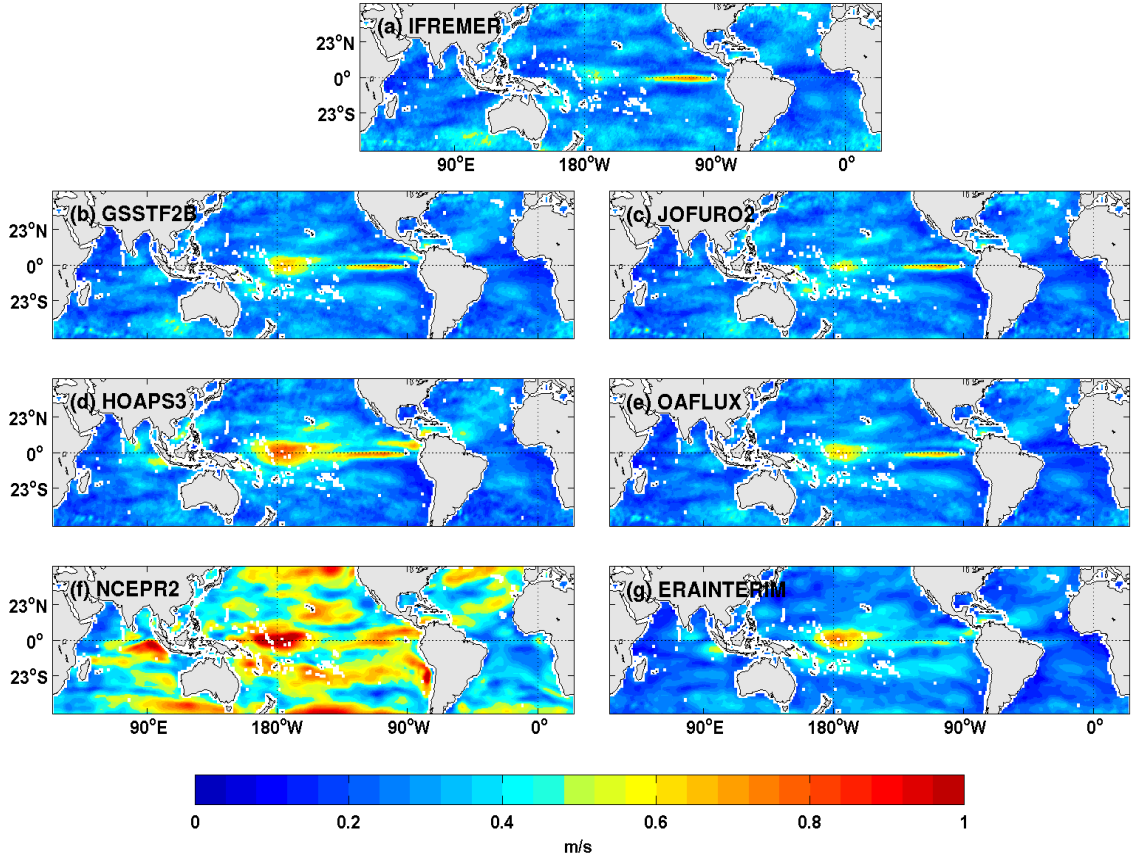 (a) IFREMER
23°N
0°
23°S
90°E
180°W
90°W
0°
(b) GSSTF2B
23°N
0°
23°S
(c) JOFURO2
23°N
0°
23°S
(d) HOAPS3
23°N
0°
23°S
(e) OAFLUX
23°N
0°
23°S
(f) NCEPR2
23°N
0°
23°S
90°E
180°W
90°W
0°
(g) ERAINTERIM
23°N
0°
23°S
90°E
180°W
90°W
0°
0 0.2 0.4 0.6 0.8 1
m/s